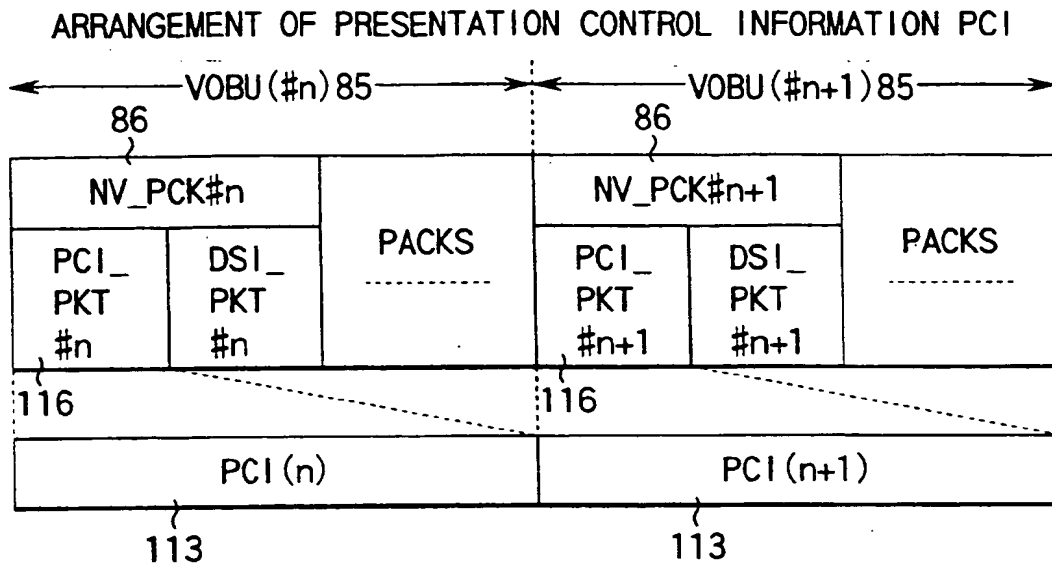 ARRANGEMENT OF PRESENTATION CONTROL INFORMATION PCI
VOBU(#n)85
VOBU(#n+1)85
86
86
NV_PCK#n
PACKS
NV_PCK#n+1
PACKS
PCI_
PKT
#n
DSI_
PKT
#n
PCI_
PKT
#n+1
DSI_
PKT
#n+1
116
116
PCI(n)
PCI(n+1)
113
113